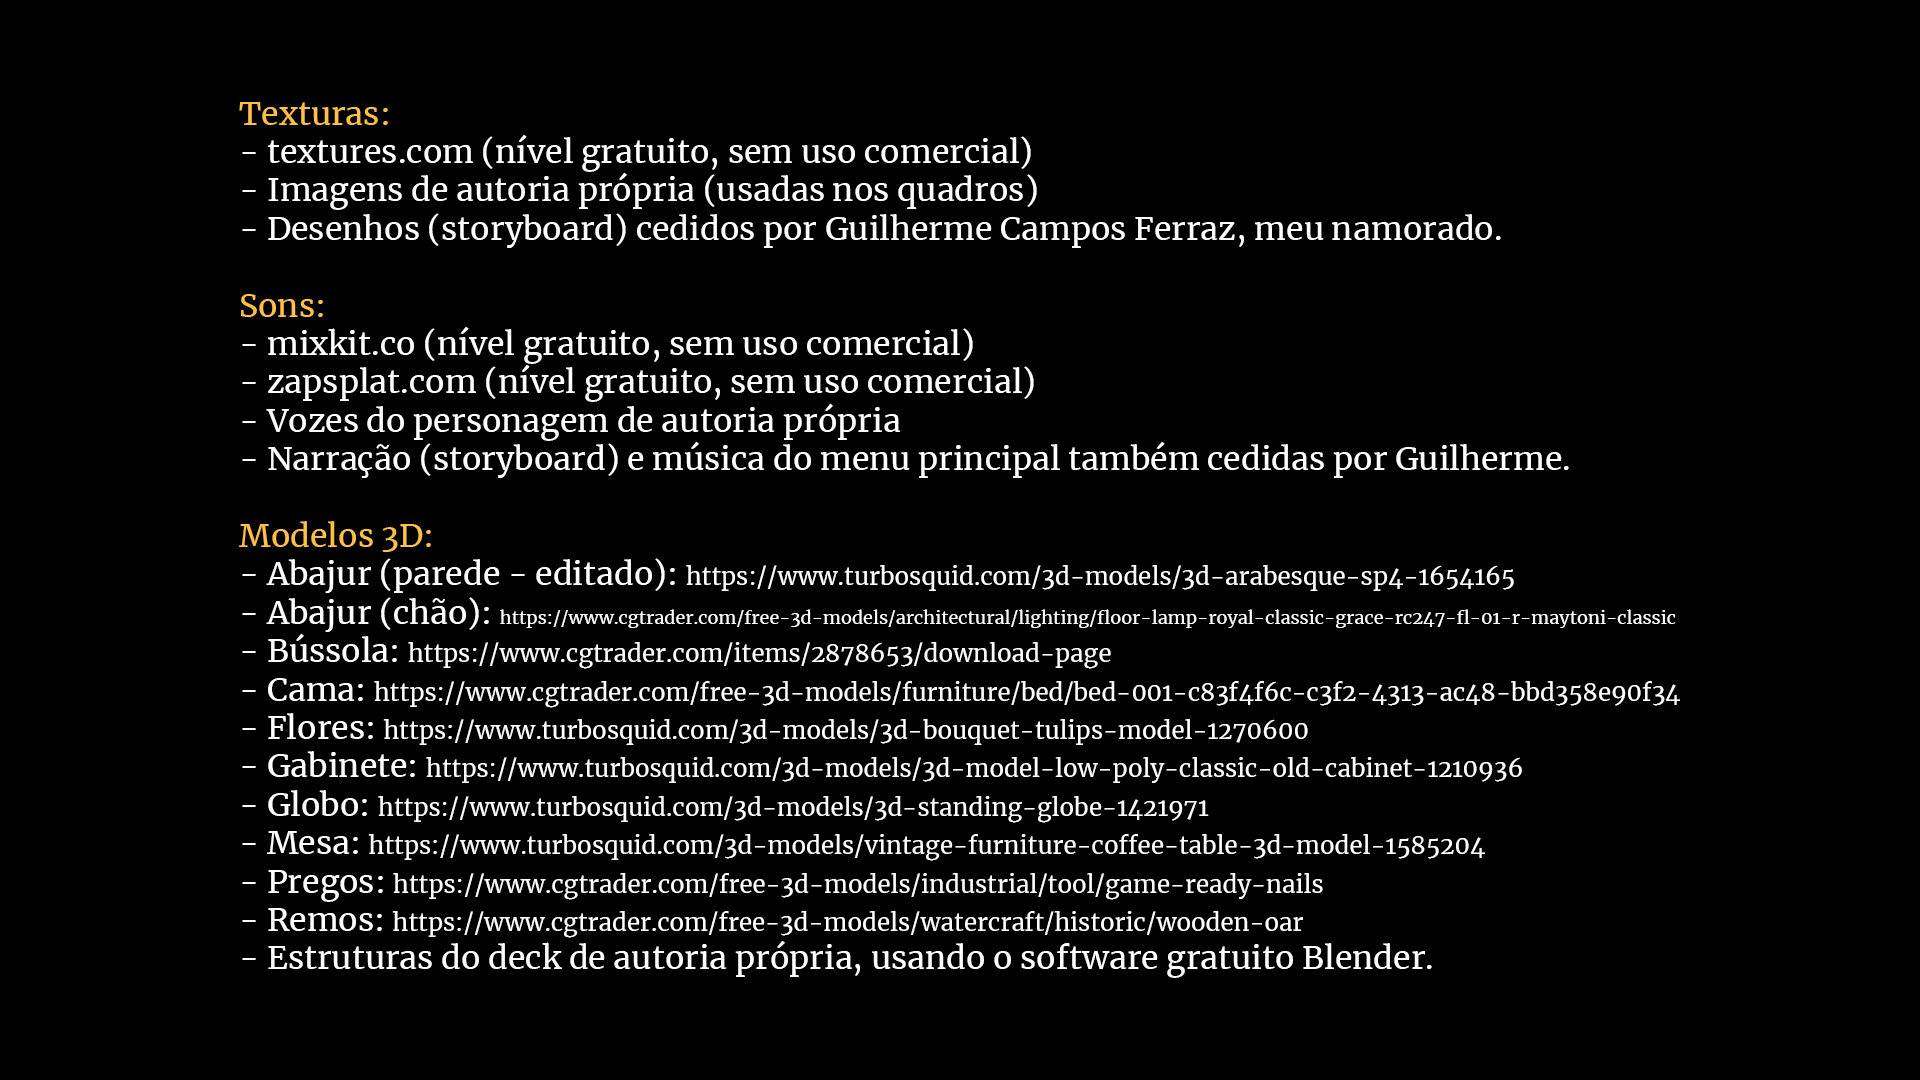 Texturas:
- textures.com (nível gratuito, sem uso comercial)
- Imagens de autoria própria (usadas nos quadros)
- Desenhos (storyboard) cedidos por Guilherme Campos Ferraz, meu namorado.
Sons:
- mixkit.co (nível gratuito, sem uso comercial)
- zapsplat.com (nível gratuito, sem uso comercial)
- Vozes do personagem de autoria própria
- Narração (storyboard) e música do menu principal também cedidas por Guilherme.
Modelos 3D:
- Abajur (parede - editado): https://www.turbosquid.com/3d-models/3d-arabesque-sp4-1654165
- Abajur (chão): https://www.cgtrader.com/free-3d-models/architectural/lighting/floor-lamp-royal-classic-grace-rc247-fl-01-r-maytoni-classic
- Bússola: https://www.cgtrader.com/items/2878653/download-page
- Cama: https://www.cgtrader.com/free-3d-models/furniture/bed/bed-001-c83f4f6c-c3f2-4313-ac48-bbd358e90f34
- Flores: https://www.turbosquid.com/3d-models/3d-bouquet-tulips-model-1270600
- Gabinete: https://www.turbosquid.com/3d-models/3d-model-low-poly-classic-old-cabinet-1210936
- Globo: https://www.turbosquid.com/3d-models/3d-standing-globe-1421971
- Mesa: https://www.turbosquid.com/3d-models/vintage-furniture-coffee-table-3d-model-1585204
- Pregos: https://www.cgtrader.com/free-3d-models/industrial/tool/game-ready-nails
- Remos: https://www.cgtrader.com/free-3d-models/watercraft/historic/wooden-oar
- Estruturas do deck de autoria própria, usando o software gratuito Blender.